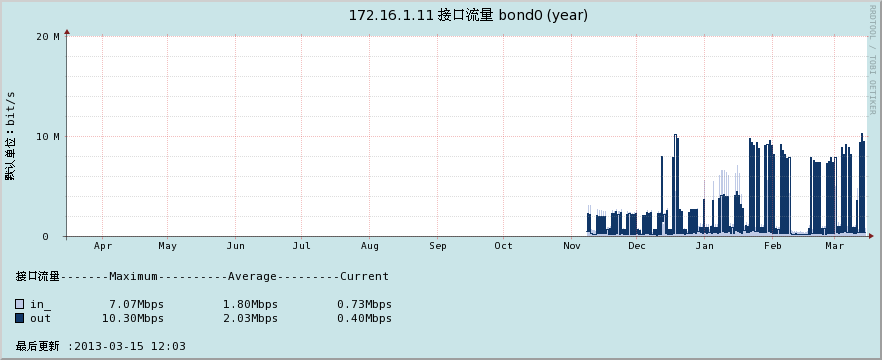 172.16.1.11 接口流量 bond0 (year)
RRDTOOL / TOBI OETIKER
默认单位：bit/s
20 M
10 M
0
Apr May Jun Jul Aug Sep Oct Nov Dec Jan Feb Mar
接口流量-------Maximum----------Average---------Current
in_ 7.07Mbps 1.80Mbps 0.73Mbps
out 10.30Mbps 2.03Mbps 0.40Mbps
最后更新 :2013-03-15 12:03